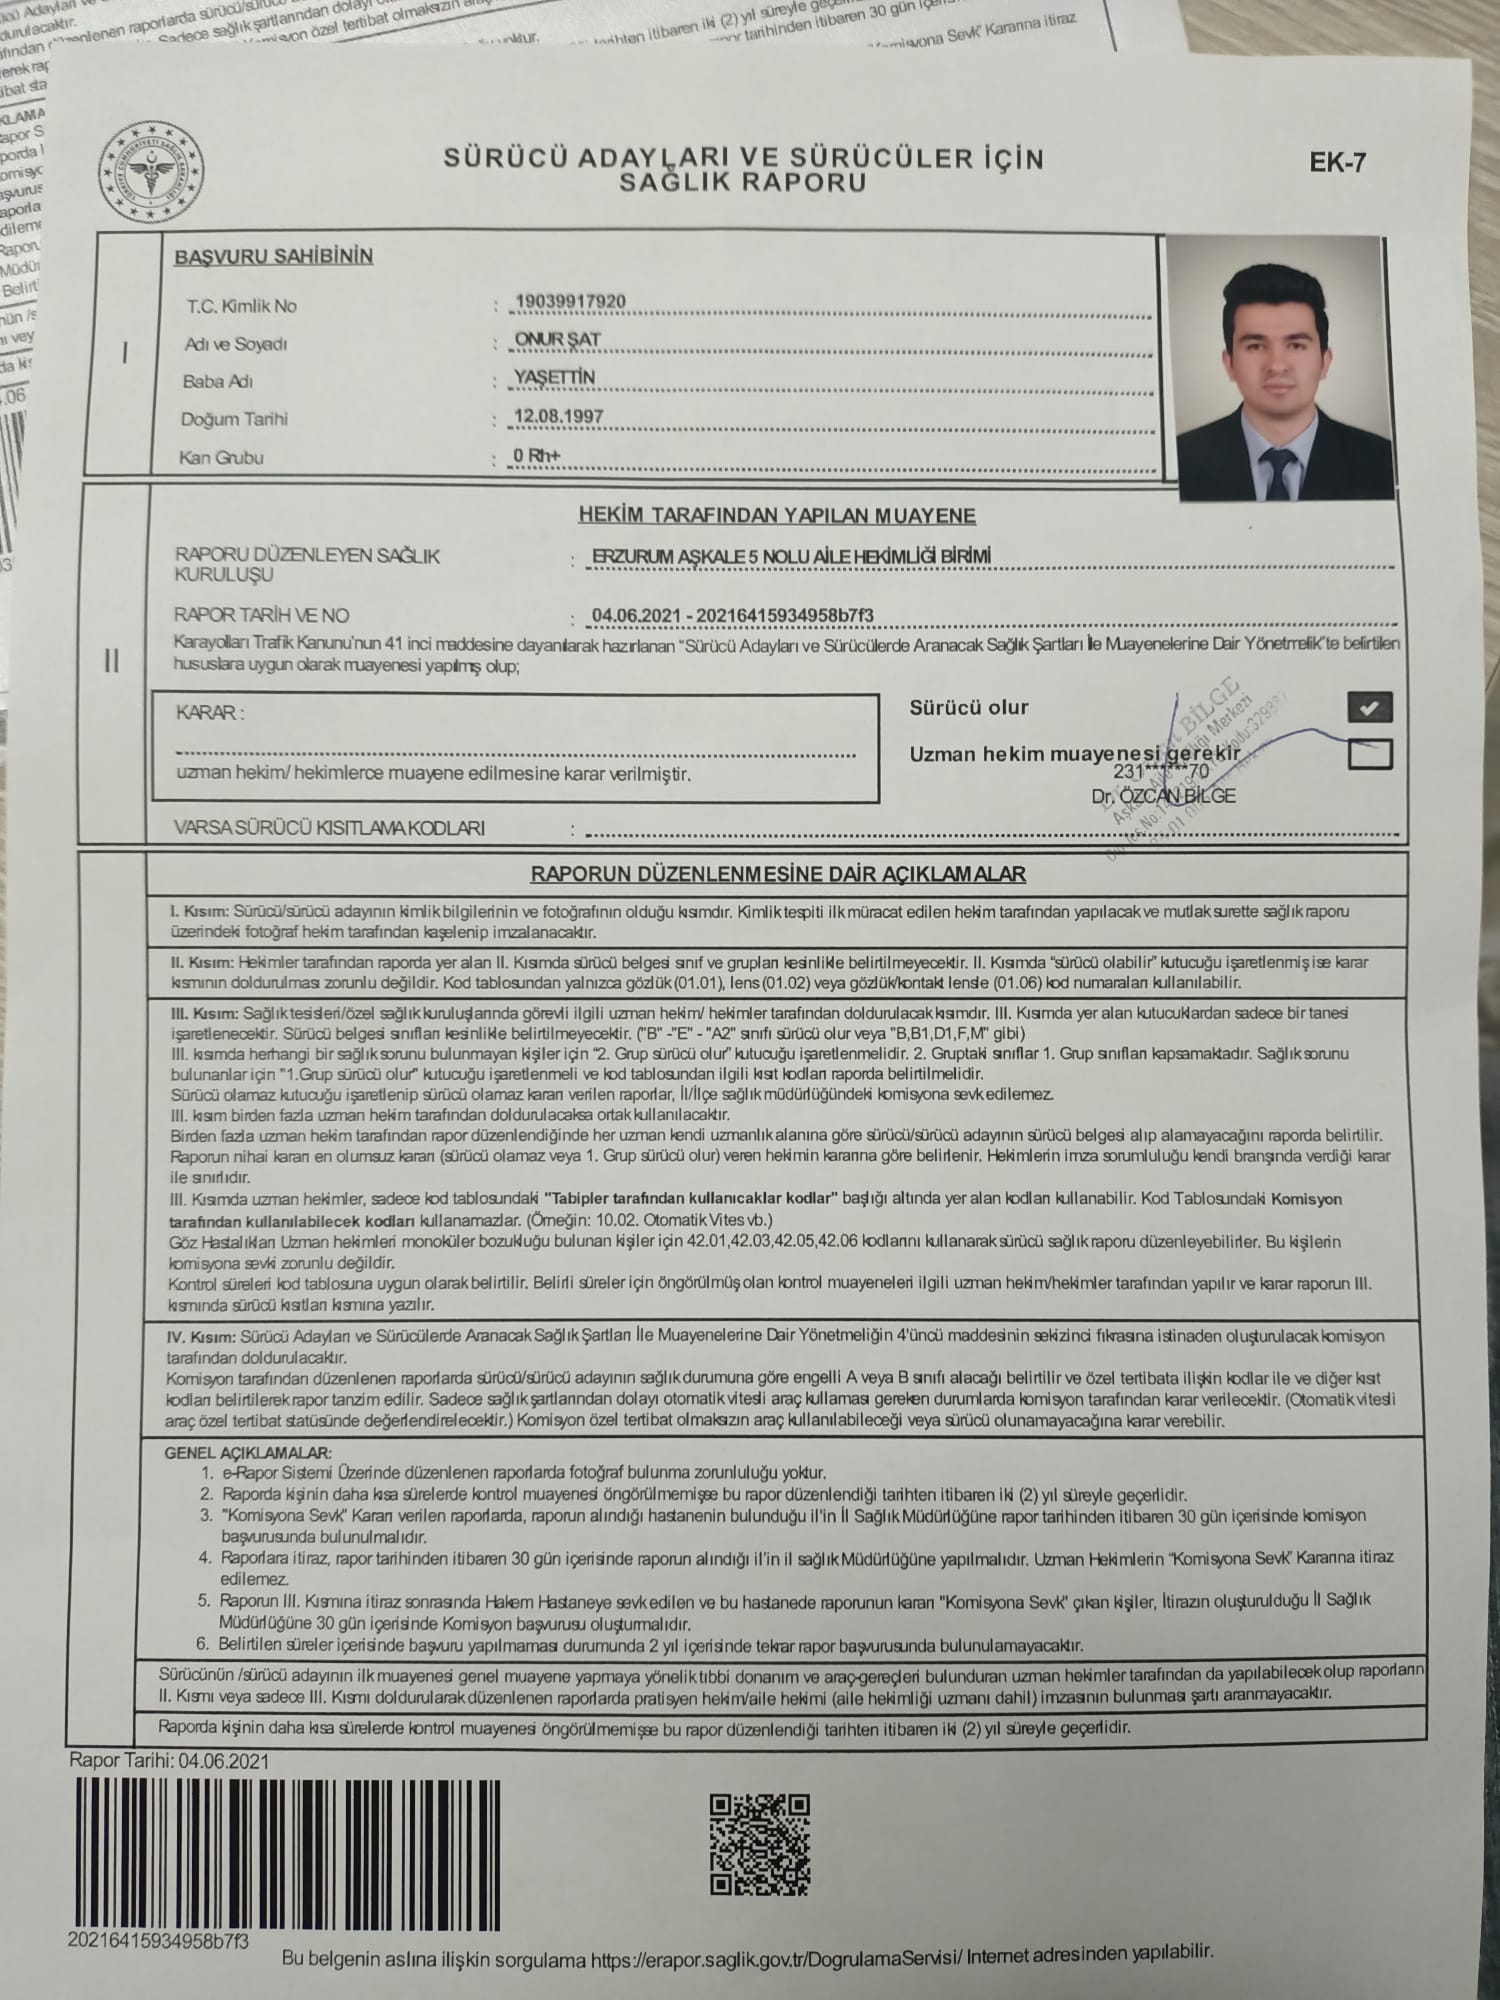 SÜRÜCÜ ADAYLARI VE SÜRÜCÜLER İÇİN
SAĞLIK RAPORU
EK-7
I
BAŞVURU SAHİBİNİN
T.C. Kimlik No : 19039917920
Adı ve Soyadı : ONUR ŞAT
Baba Adı : YAŞETTİN
Doğum Tarihi : 12.08.1997
Kan Grubu : 0 Rh+
II
HEKİM TARAFINDAN YAPILAN MUAYENE
RAPORU DÜZENLEYEN SAĞLIK
KURULUŞU : ERZURUM AŞKALE 5 NOLU AİLE HEKİMLİĞİ BİRİMİ
RAPOR TARİH VE NO : 04.06.2021 - 20216415934958b7f3
Karayolları Trafik Kanunu'nun 41 inci maddesine dayanılarak hazırlanan "Sürücü Adayları ve Sürücülerde Aranacak Sağlık Şartları İle Muayenelerine Dair Yönetmelik"te belirtilen
hususlara uygun olarak muayenesi yapılmış olup;
KARAR :
uzman hekim/ hekimlerce muayene edilmesine karar verilmiştir.
Sürücü olur
Uzman hekim muayenesi gerekir
231******70
Dr. ÖZCAN BİLGE
VARSA SÜRÜCÜ KISITLAMA KODLARI :
RAPORUN DÜZENLENMESİNE DAİR AÇIKLAMALAR
I. Kısım: Sürücü/sürücü adayının kimlik bilgilerinin ve fotoğrafının olduğu kısımdır. Kimlik tespiti ilk müracat edilen hekim tarafından yapılacak ve mutlak surette sağlık raporu
üzerindeki fotoğraf hekim tarafından kaşelenip imzalanacaktır.
II. Kısım: Hekimler tarafından raporda yer alan II. Kısımda sürücü belgesi sınıf ve grupları kesinlikle belirtilmeyecektir. II. Kısımda "sürücü olabilir" kutucuğu işaretlenmiş ise karar
kısmının doldurulması zorunlu değildir. Kod tablosundan yalnızca gözlük (01.01), lens (01.02) veya gözlük/kontakt lensle (01.06) kod numaraları kullanılabilir.
III. Kısım: Sağlık tesisleri/özel sağlık kuruluşlarında görevli ilgili uzman hekim/ hekimler tarafından doldurulacak kısımdır. III. Kısımda yer alan kutucuklardan sadece bir tanesi
işaretlenecektir. Sürücü belgesi sınıfları kesinlikle belirtilmeyecektir. ("B" -"E" - "A2" sınıfı sürücü olur veya "B,B1,D1,F,M" gibi)
III. kısımda herhangi bir sağlık sorunu bulunmayan kişiler için "2. Grup sürücü olur" kutucuğu işaretlenmelidir. 2. Gruptaki sınıflar 1. Grup sınıfları kapsamaktadır. Sağlık sorunu
bulunanlar için "1.Grup sürücü olur" kutucuğu işaretlenmeli ve kod tablosundan ilgili kısıt kodları raporda belirtilmelidir.
Sürücü olamaz kutucuğu işaretlenip sürücü olamaz kararı verilen raporlar, İl/İlçe sağlık müdürlüğündeki komisyona sevk edilemez.
III. kısım birden fazla uzman hekim tarafından doldurulacaksa ortak kullanılacaktır.
Birden fazla uzman hekim tarafından rapor düzenlendiğinde her uzman kendi uzmanlık alanına göre sürücü/sürücü adayının sürücü belgesi alıp alamayacağını raporda belirtilir.
Raporun nihai kararı en olumsuz kararı (sürücü olamaz veya 1. Grup sürücü olur) veren hekimin kararına göre belirlenir. Hekimlerin imza sorumluluğu kendi branşında verdiği karar
ile sınırlıdır.
III. Kısımda uzman hekimler, sadece kod tablosundaki "Tabipler tarafından kullanıcaklar kodlar" başlığı altında yer alan kodları kullanabilir. Kod Tablosundaki Komisyon
tarafından kullanılabilecek kodları kullanamazlar. (Örneğin: 10.02. Otomatik Vites vb.)
Göz Hastalıkları Uzman hekimleri monoküler bozukluğu bulunan kişiler için 42.01,42.03,42.05,42.06 kodlarını kullanarak sürücü sağlık raporu düzenleyebilirler. Bu kişilerin
komisyona sevki zorunlu değildir.
Kontrol süreleri kod tablosuna uygun olarak belirtilir. Belirli süreler için öngörülmüş olan kontrol muayeneleri ilgili uzman hekim/hekimler tarafından yapılır ve karar raporun III.
kısmında sürücü kısıtları kısmına yazılır.
IV. Kısım: Sürücü Adayları ve Sürücülerde Aranacak Sağlık Şartları İle Muayenelerine Dair Yönetmeliğin 4'üncü maddesinin sekizinci fıkrasına istinaden oluşturulacak komisyon
tarafından doldurulacaktır.
Komisyon tarafından düzenlenen raporlarda sürücü/sürücü adayının sağlık durumuna göre engelli A veya B sınıfı alacağı belirtilir ve özel tertibata ilişkin kodlar ile ve diğer kısıt
kodları belirtilerek rapor tanzim edilir. Sadece sağlık şartlarından dolayı otomatik vitesli araç kullaması gereken durumlarda komisyon tarafından karar verilecektir. (Otomatik vitesli
araç özel tertibat statüsünde değerlendirelecektir.) Komisyon özel tertibat olmaksızın araç kullanılabileceği veya sürücü olunamayacağına karar verebilir.
GENEL AÇIKLAMALAR:
1. e-Rapor Sistemi Üzerinde düzenlenen raporlarda fotoğraf bulunma zorunluluğu yoktur.
2. Raporda kişinin daha kısa sürelerde kontrol muayenesi öngörülmemişse bu rapor düzenlendiği tarihten itibaren iki (2) yıl süreyle geçerlidir.
3. "Komisyona Sevk" Kararı verilen raporlarda, raporun alındığı hastanenin bulunduğu il'in İl Sağlık Müdürlüğüne rapor tarihinden itibaren 30 gün içerisinde komisyon
başvurusunda bulunulmalıdır.
4. Raporlara itiraz, rapor tarihinden itibaren 30 gün içerisinde raporun alındığı il'in il sağlık Müdürlüğüne yapılmalıdır. Uzman Hekimlerin "Komisyona Sevk" Kararına itiraz
edilemez.
5. Raporun III. Kısmına itiraz sonrasında Hakem Hastaneye sevk edilen ve bu hastanede raporunun kararı "Komisyona Sevk" çıkan kişiler, İtirazın oluşturulduğu İl Sağlık
Müdürlüğüne 30 gün içerisinde Komisyon başvurusu oluşturmalıdır.
6. Belirtilen süreler içerisinde başvuru yapılmaması durumunda 2 yıl içerisinde tekrar rapor başvurusunda bulunulamayacaktır.
Sürücünün /sürücü adayının ilk muayenesi genel muayene yapmaya yönelik tıbbi donanım ve araç-gereçleri bulunduran uzman hekimler tarafından da yapılabilecek olup raporların
II. Kısmı veya sadece III. Kısmı doldurularak düzenlenen raporlarda pratisyen hekim/aile hekimi (aile hekimliği uzmanı dahil) imzasının bulunması şartı aranmayacaktır.
Raporda kişinin daha kısa sürelerde kontrol muayenesi öngörülmemişse bu rapor düzenlendiği tarihten itibaren iki (2) yıl süreyle geçerlidir.
Rapor Tarihi: 04.06.2021
20216415934958b7f3
Bu belgenin aslına ilişkin sorgulama https://erapor.saglik.gov.tr/DogrulamaServisi/ Internet adresinden yapılabilir.